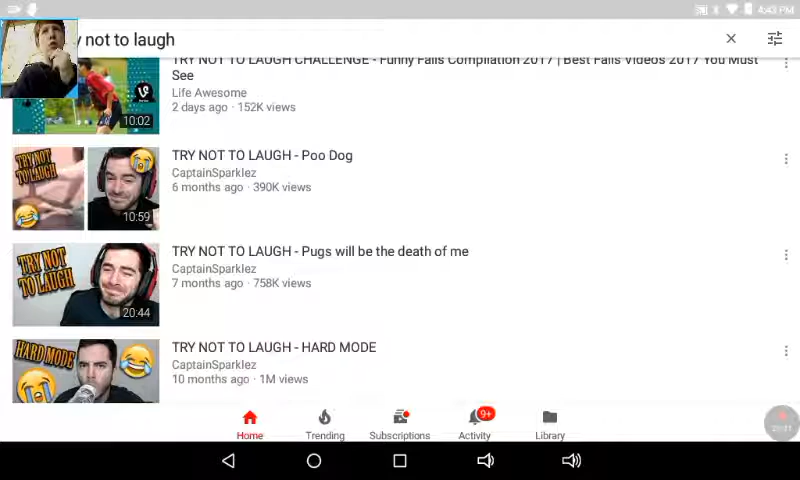 4:43 PM
y not to laugh
TRY NOT TO LAUGH CHALLENGE - Funny Fails Compilation 2017 | Best Fails Videos 2017 You Must
See
Life Awesome
2 days ago · 152K views
10:02
TRY NOT TO LAUGH - Poo Dog
CaptainSparklez
6 months ago · 390K views
TRY NOT
TO LAUGH
10:59
TRY NOT TO LAUGH - Pugs will be the death of me
CaptainSparklez
7 months ago · 758K views
TRY NOT
TO LAUGH
20:44
TRY NOT TO LAUGH - HARD MODE
CaptainSparklez
10 months ago · 1M views
HARD MODE
9+
Home Trending Subscriptions Activity Library